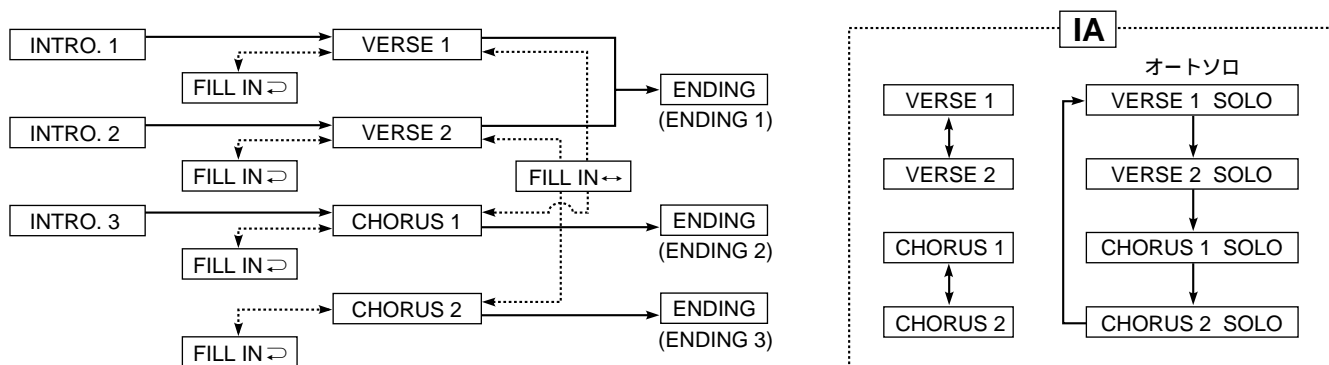 INTRO. 1
VERSE 1
FILL IN
ENDING
(ENDING 1)
INTRO. 2
VERSE 2
FILL IN
FILL IN
INTRO. 3
CHORUS 1
ENDING
(ENDING 2)
FILL IN
CHORUS 2
ENDING
(ENDING 3)
FILL IN
IA
オートソロ
VERSE 1
VERSE 2
CHORUS 1
CHORUS 2
VERSE 1 SOLO
VERSE 2 SOLO
CHORUS 1 SOLO
CHORUS 2 SOLO